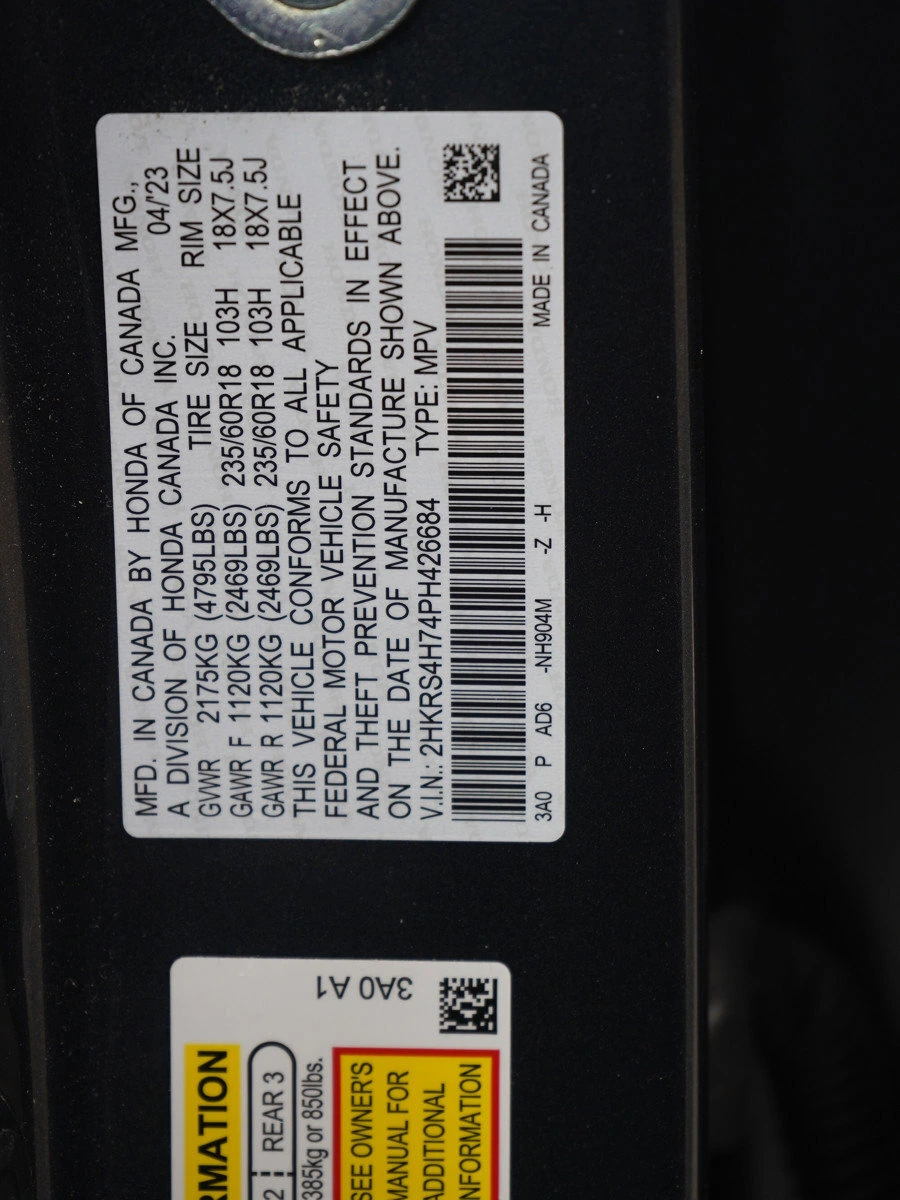 MFD. IN CANADA BY HONDA OF CANADA MFG.,
A DIVISION OF HONDA CANADA INC. 04/'23
GVWR 2175KG (4795LBS) TIRE SIZE RIM SIZE
GAWR F 1120KG (2469LBS) 235/60R18 103H 18X7.5J
GAWR R 1120KG (2469LBS) 235/60R18 103H 18X7.5J
THIS VEHICLE CONFORMS TO ALL APPLICABLE
FEDERAL MOTOR VEHICLE SAFETY
AND THEFT PREVENTION STANDARDS IN EFFECT
ON THE DATE OF MANUFACTURE SHOWN ABOVE.
V.I.N.: 2HKRS4H74PH426684 TYPE: MPV
3A0 P AD6 -NH904M -Z -H MADE IN CANADA
3A0 A1
RMATION
2 REAR 3
385kg or 850lbs.
SEE OWNER'S
MANUAL FOR
ADDITIONAL
INFORMATION